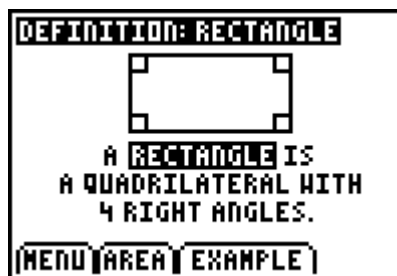 DEFINITION: RECTANGLE
A RECTANGLE IS
A QUADRILATERAL WITH
4 RIGHT ANGLES.
MENU AREA EXAMPLE